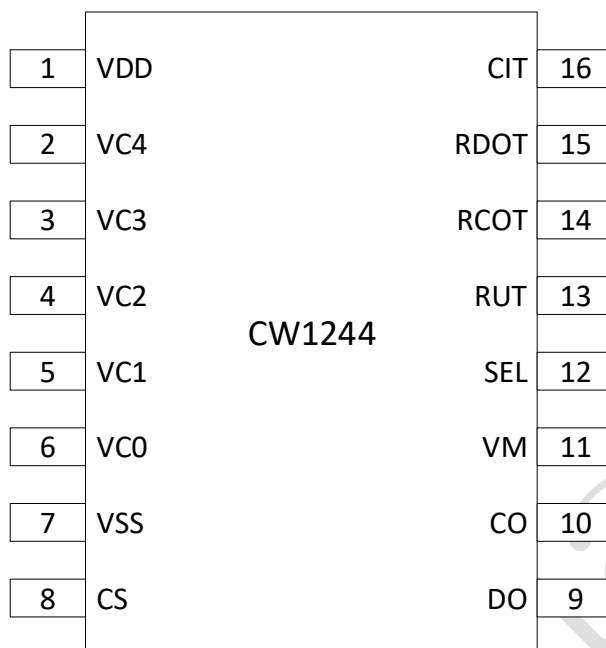 1 VDD CIT 16
2 VC4 RDOT 15
3 VC3 RCOT 14
4 VC2 RUT 13
CW1244
5 VC1 SEL 12
6 VC0 VM 11
7 VSS CO 10
8 CS DO 9